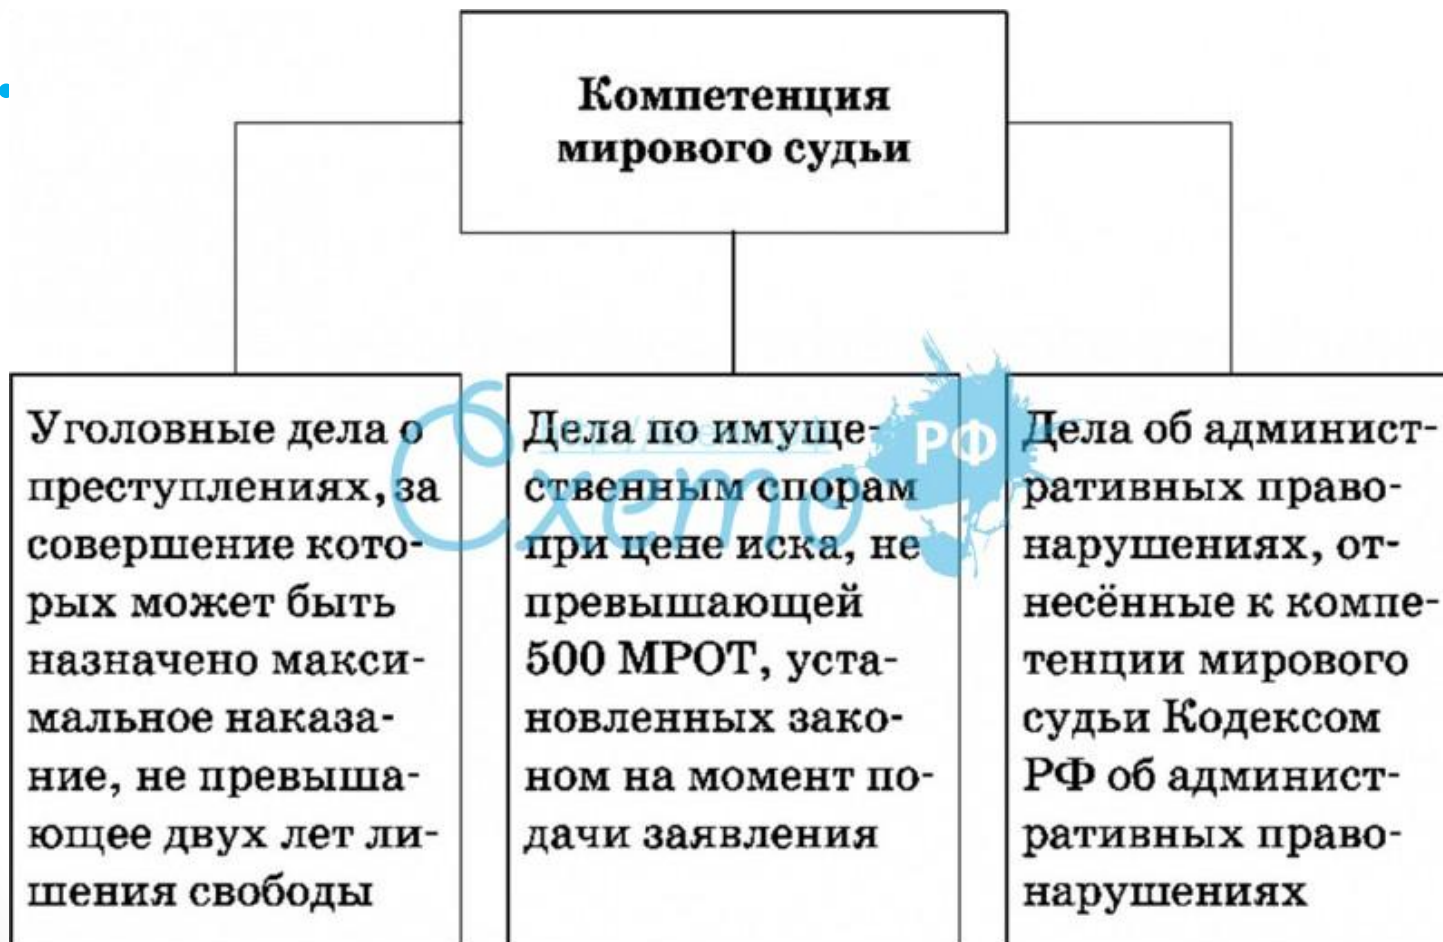 Компетенция
мирового судьи
Уголовные дела о
преступлениях, за
совершение кото-
рых может быть
назначено макси-
мальное наказа-
ние, не превыша-
ющее двух лет ли-
шения свободы
Дела по имуще-
ственным спорам
при цене иска, не
превышающей
500 МРОТ, уста-
новленных зако-
ном на момент по-
дачи заявления
Дела об админист-
ративных право-
нарушениях, от-
несённые к компе-
тенции мирового
судьи Кодексом
РФ об админист-
ративных право-
нарушениях
Схемо РФ